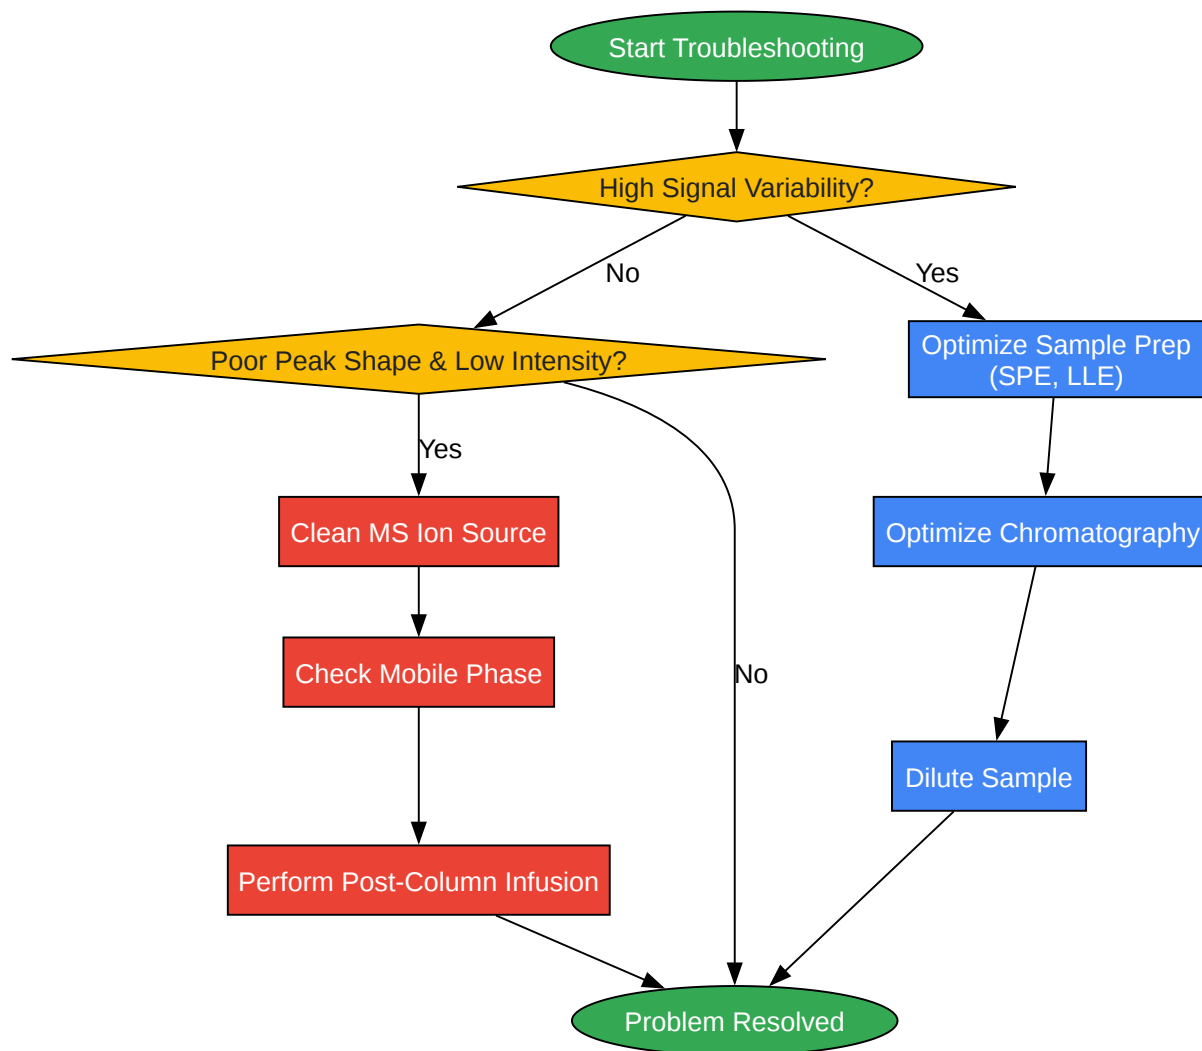 Start Troubleshooting
High Signal Variability?
No
Yes
Poor Peak Shape & Low Intensity?
Optimize Sample Prep
(SPE, LLE)
Yes
Clean MS Ion Source
Optimize Chromatography
Check Mobile Phase
No
Dilute Sample
Perform Post-Column Infusion
Problem Resolved